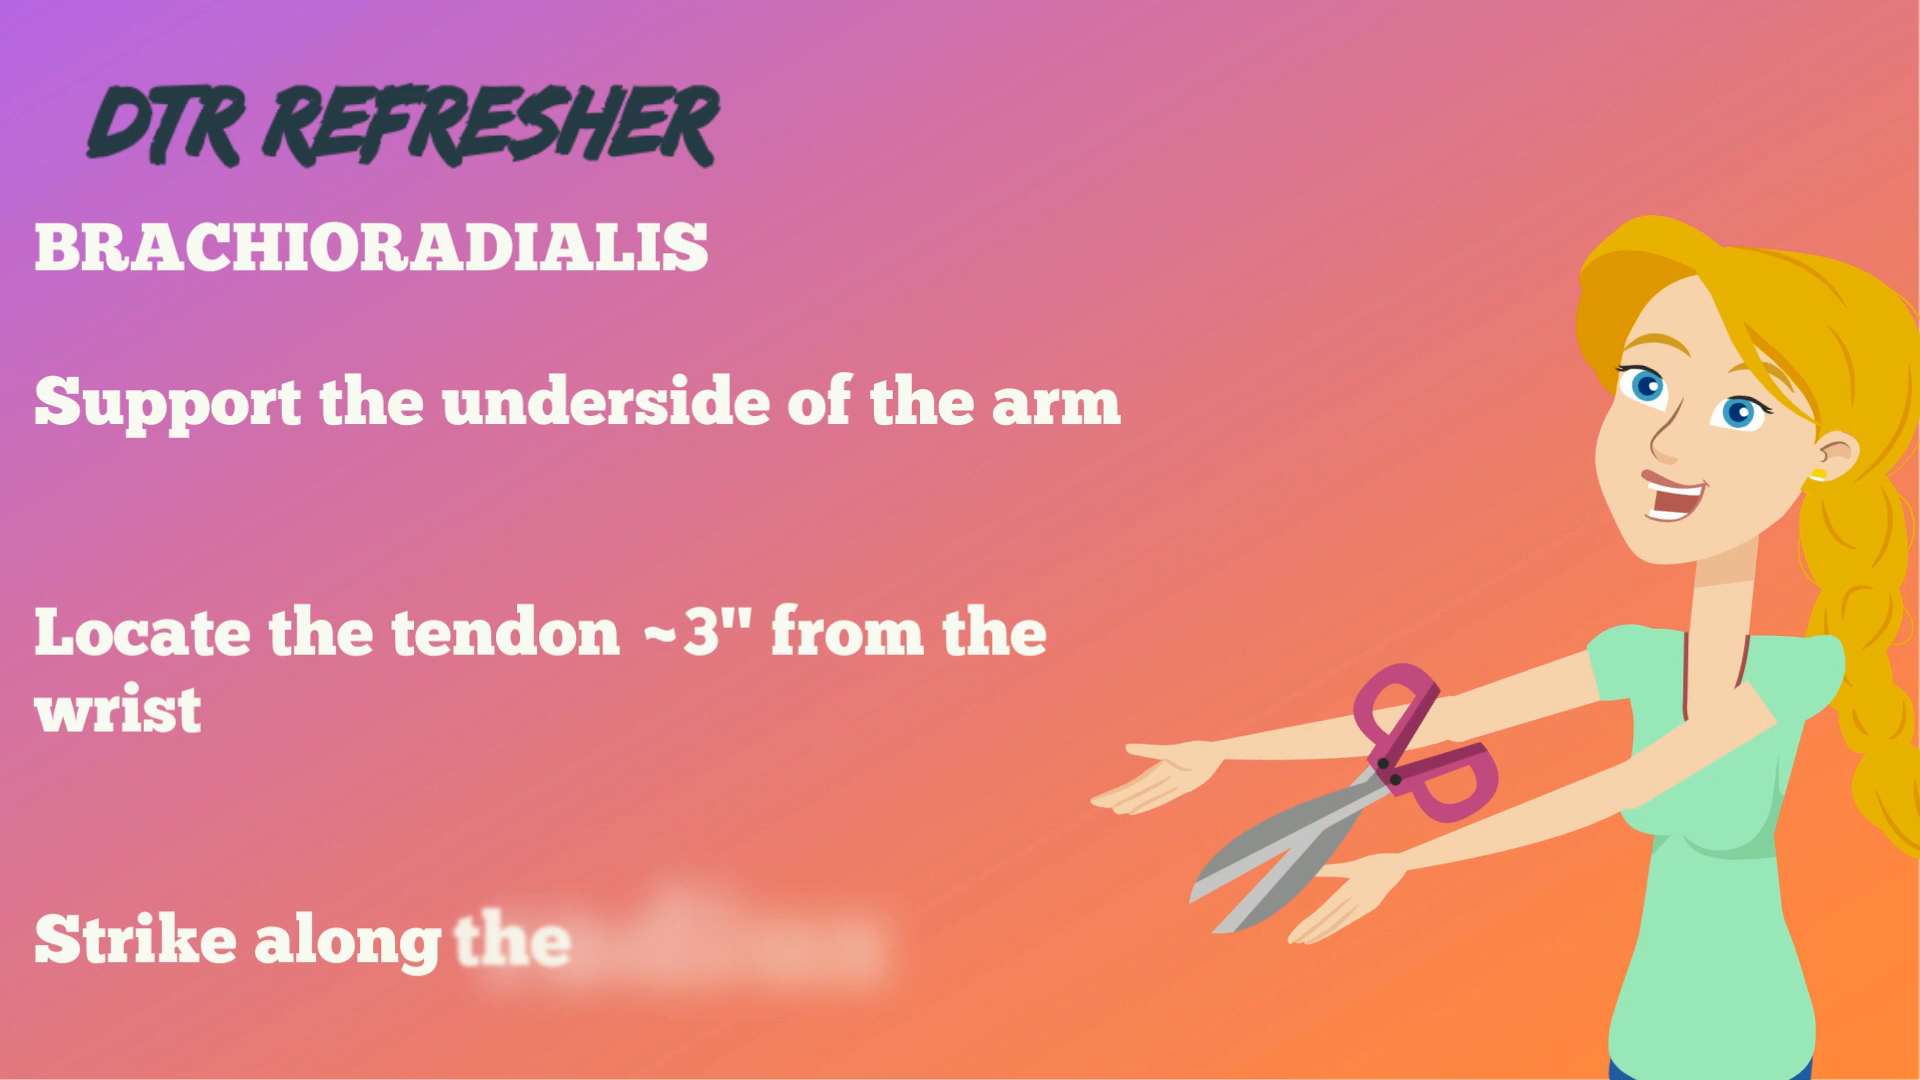 DTR REFRESHER
BRACHIORADIALIS
Support the underside of the arm
Locate the tendon ~3" from the
wrist
Strike along the